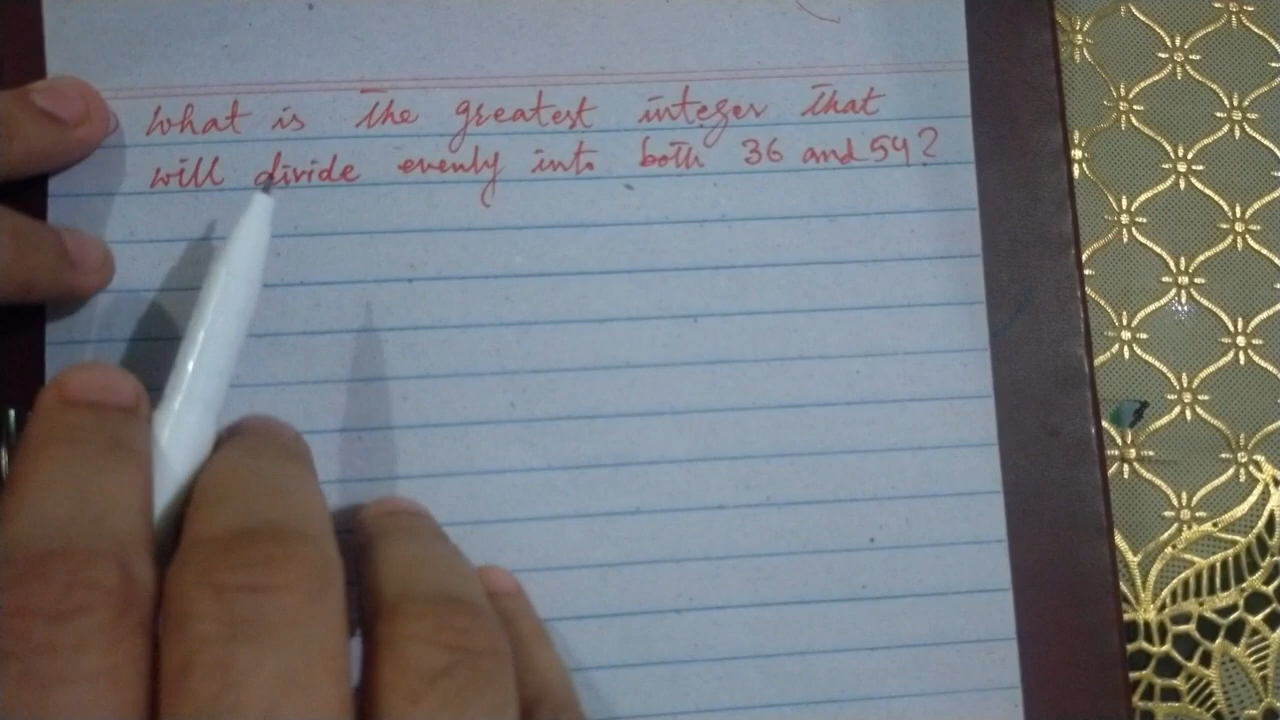 What is the greatest integer that
will divide evenly into both 36 and 54?